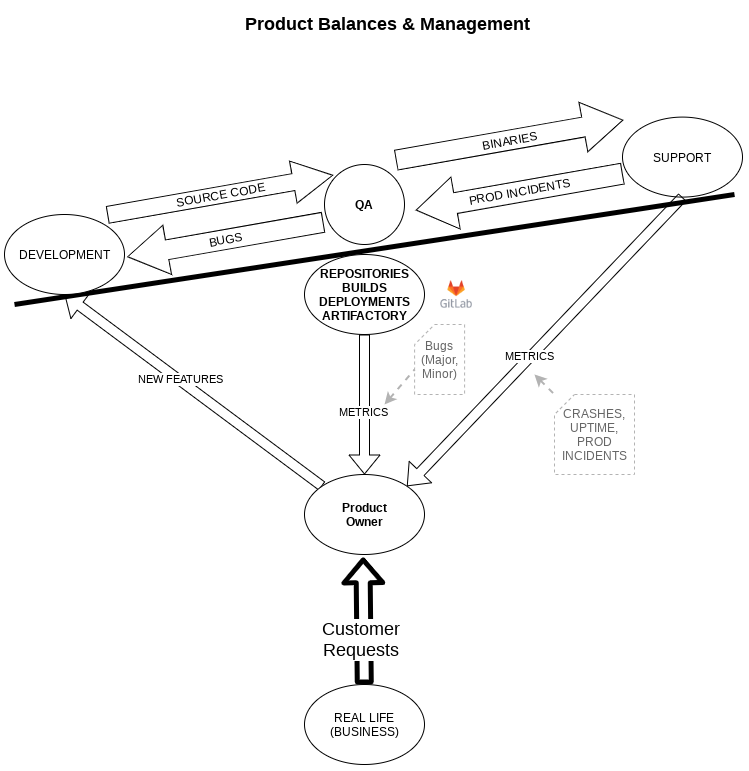 Product Balances & Management
BINARIES
SUPPORT
SOURCE CODE
PROD INCIDENTS
QA
BUGS
DEVELOPMENT
REPOSITORIES
BUILDS
DEPLOYMENTS
ARTIFACTORY
GitLab
Bugs
(Major,
Minor)
METRICS
NEW FEATURES
METRICS
CRASHES,
UPTIME,
PROD
INCIDENTS
Product
Owner
Customer
Requests
REAL LIFE
(BUSINESS)